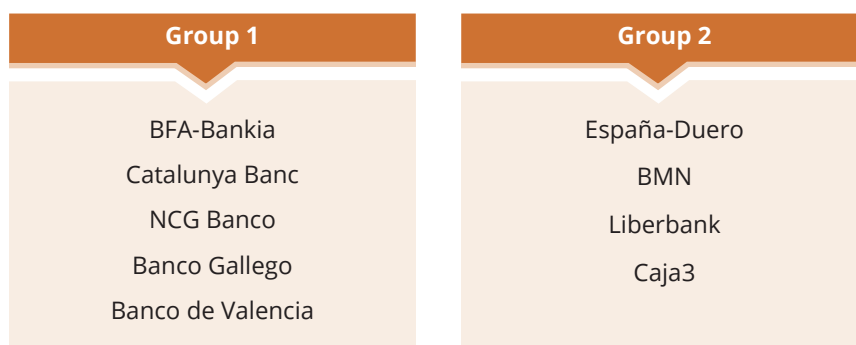 Group 1
BFA-Bankia
Catalunya Banc
NCG Banco
Banco Gallego
Banco de Valencia
Group 2
España-Duero
BMN
Liberbank
Caja3